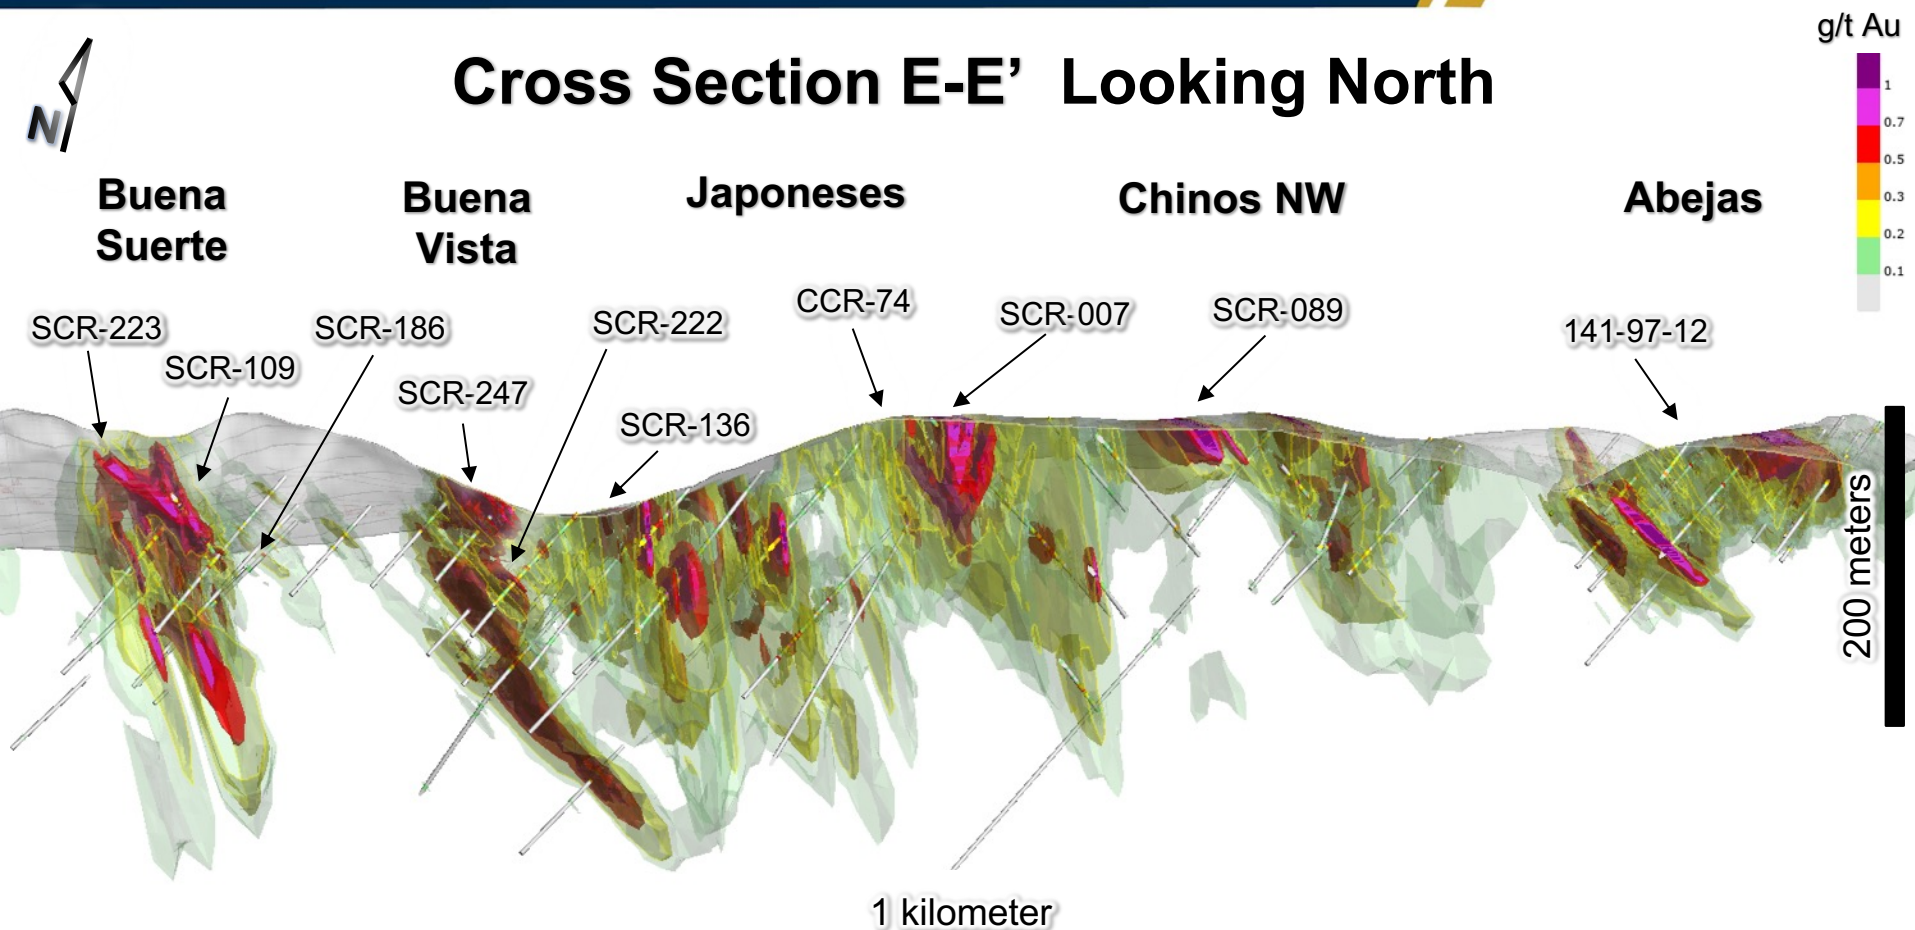 g/t Au
Cross Section E-E’ Looking North
N
1
0.7
0.5
0.3
0.2
0.1
Buena
Suerte
Buena
Vista
Japoneses
Chinos NW
Abejas
SCR-223
SCR-109
SCR-186
SCR-247
SCR-222
SCR-136
CCR-74
SCR-007
SCR-089
141-97-12
200 meters
1 kilometer